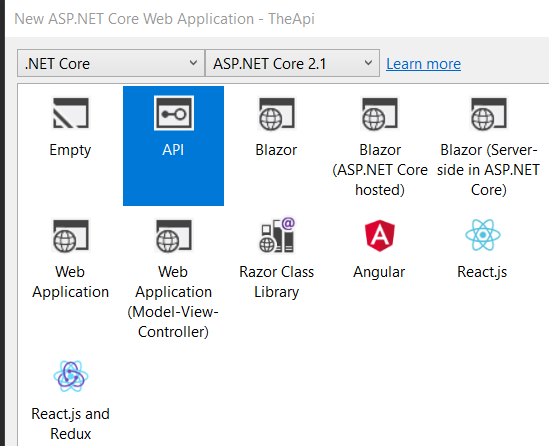 New ASP.NET Core Web Application - TheApi
.NET Core
ASP.NET Core 2.1
Learn more
Empty
API
Blazor
Blazor
(ASP.NET Core
hosted)
Blazor (Server-
side in ASP.NET
Core)
Web
Application
Web
Application
(Model-View-
Controller)
Razor Class
Library
Angular
React.js
React.js and
Redux